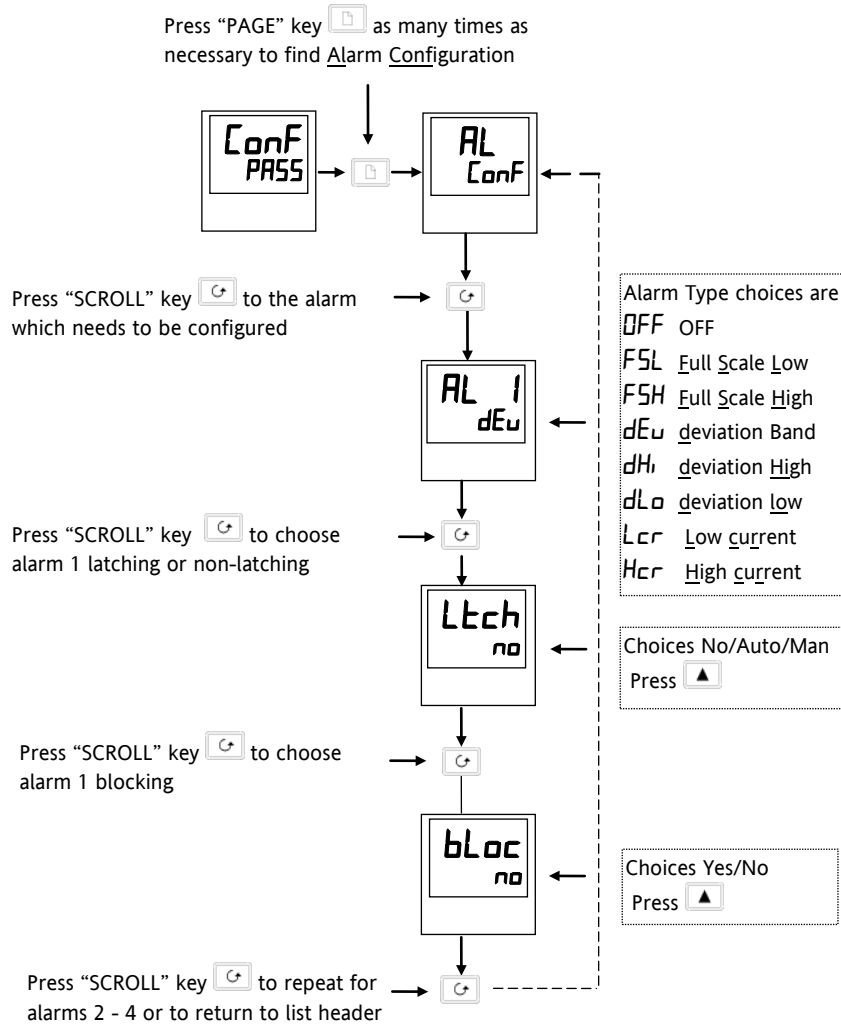 Press “PAGE” key as many times as
necessary to find Alarm Configuration
ConF
PASS
AL
ConF
Press “SCROLL” key to the alarm
which needs to be configured
AL 1
dEv
Alarm Type choices are
OFF OFF
FSL Full Scale Low
FSH Full Scale High
dEv deviation Band
dHi deviation High
dLo deviation low
Lcr Low current
Hcr High current
Press “SCROLL” key to choose
alarm 1 latching or non-latching
Ltch
no
Choices No/Auto/Man
Press
Press “SCROLL” key to choose
alarm 1 blocking
bLoc
no
Choices Yes/No
Press
Press “SCROLL” key to repeat for
alarms 2 - 4 or to return to list header